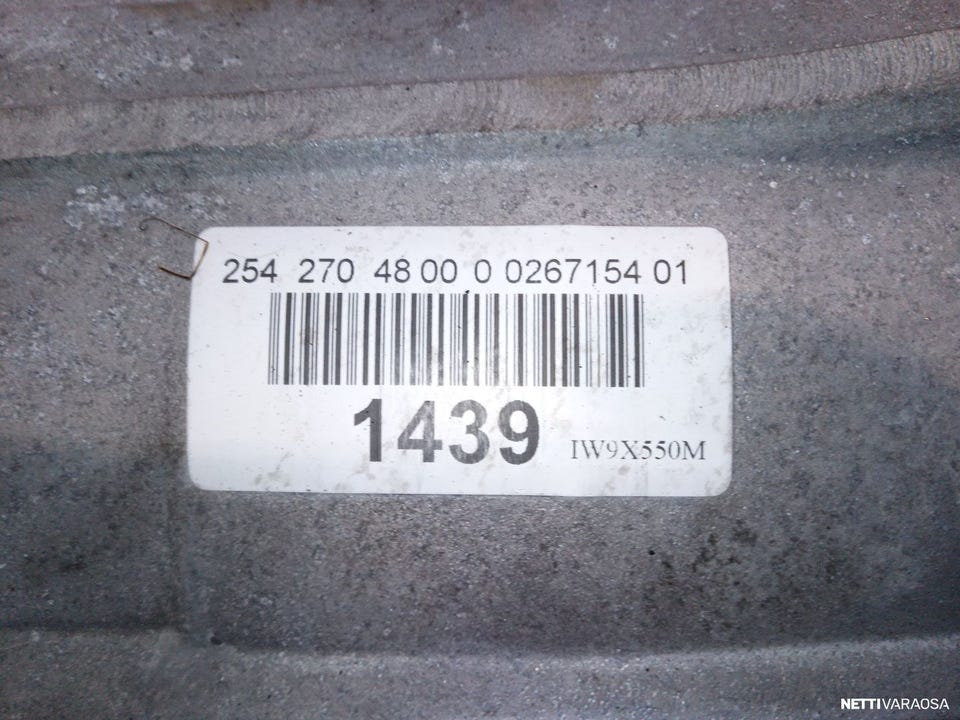 254 270 48 00 0 0267154 01
1439
IW9X550M
NETTIVARAOSA